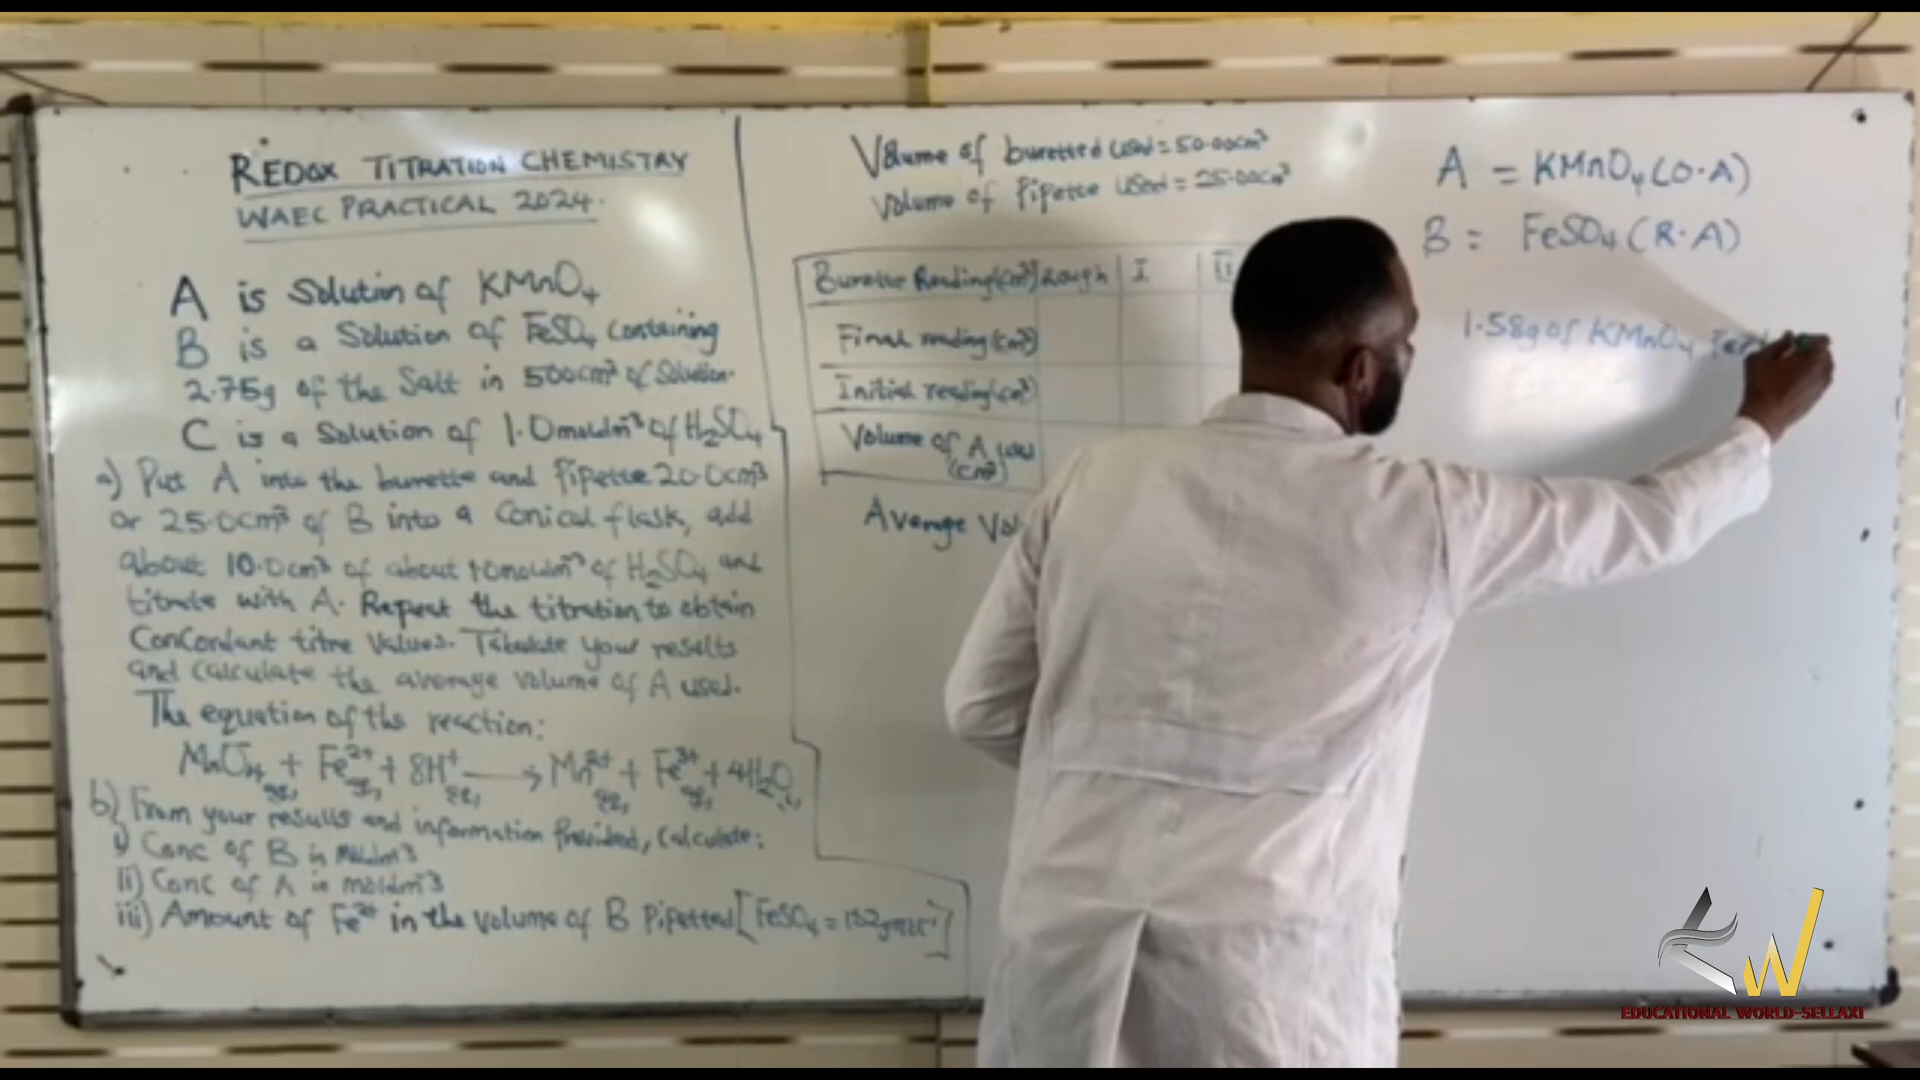 REDOX TITRATION CHEMISTRY
WAEC PRACTICAL 2024.
A is Solution of KMnO4
B is a Solution of FeSO4 containing
2.75g of the Salt in 500cm³ of Solution.
C is a Solution of 1.0moldm⁻³ of H2SO4
a) Put A into the burette and Pipette 20.0cm³
or 25.0cm³ of B into a Conical flask, add
about 10.0cm³ of about 1.0moldm⁻³ of H2SO4 and
titrate with A. Repeat the titration to obtain
Concordant titre Values. Tabulate your results
and Calculate the average Volume of A used.
The equation of the reaction:
MnO4 + Fe²⁺ + 8H⁺ → Mn²⁺ + Fe³⁺ + 4H2O
b) From your results and information Provided, Calculate:
i) Conc of B in moldm⁻³
ii) Conc of A in moldm⁻³
iii) Amount of Fe²⁺ in the Volume of B Pipetted [FeSO4 = 152gmol⁻¹]
Volume of buretted used = 50.00cm³
Volume of Pipette used = 25.00cm³
Burette Reading(cm³) Rough I II
Final reading(cm³)
Initial reading(cm³)
Volume of A used
(cm³)
Average Vol
A = KMnO4 (O.A)
B = FeSO4 (R.A)
1.58g of KMnO4
EDUCATIONAL WORLD-SELLAXI